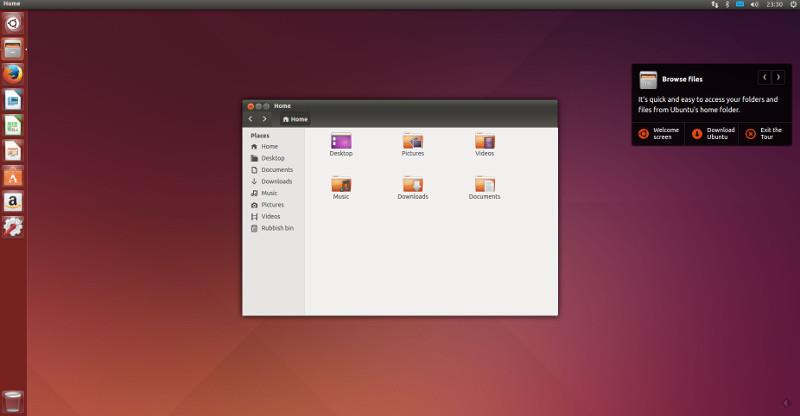 Home
23:30
Home
Home
Places
Home
Desktop
Documents
Downloads
Music
Pictures
Videos
Rubbish bin
Desktop
Pictures
Videos
Music
Downloads
Documents
Browse files
It's quick and easy to access your folders and
files from Ubuntu's home folder.
Welcome
screen
Download
Ubuntu
Exit the
Tour